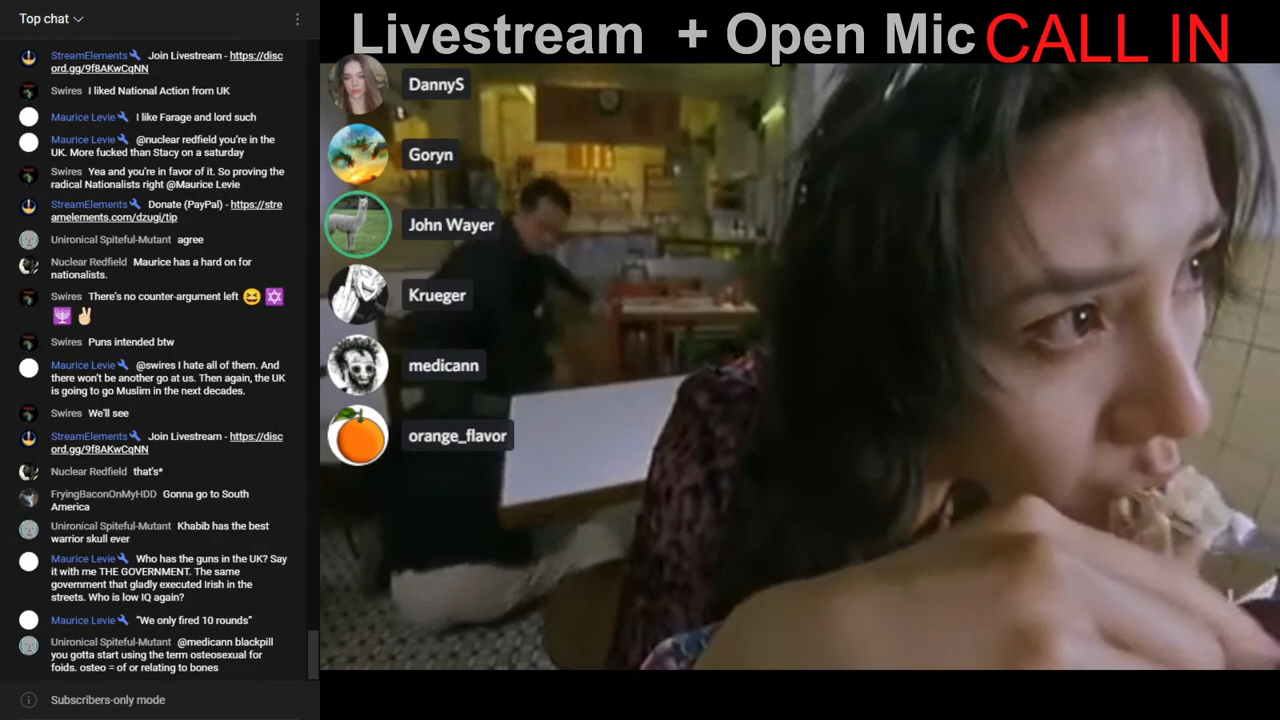 Top chat
StreamElements Join Livestream - https://disc
ord.gg/9f8AKwCqNN
Swires I liked National Action from UK
Maurice Levie I like Farage and lord such
Maurice Levie @nuclear redfield you're in the
UK. More fucked than Stacy on a saturday
Swires Yea and you're in favor of it. So proving the
radical Nationalists right @Maurice Levie
StreamElements Donate (PayPal) - https://stre
amelements.com/dzugi/tip
Unironical Spiteful-Mutant agree
Nuclear Redfield Maurice has a hard on for
nationalists.
Swires There's no counter-argument left 😆 🔯
🕎 ✌🏻
Swires Puns intended btw
Maurice Levie @swires I hate all of them. And
there won't be another go at us. Then again, the UK
is going to go Muslim in the next decades.
Swires We'll see
StreamElements Join Livestream - https://disc
ord.gg/9f8AKwCqNN
Nuclear Redfield that's*
FryingBaconOnMyHDD Gonna go to South
America
Unironical Spiteful-Mutant Khabib has the best
warrior skull ever
Maurice Levie Who has the guns in the UK? Say
it with me THE GOVERNMENT. The same
government that gladly executed Irish in the
streets. Who is low IQ again?
Maurice Levie "We only fired 10 rounds"
Unironical Spiteful-Mutant @medicann blackpill
you gotta start using the term osteosexual for
foids. osteo = of or relating to bones
Subscribers-only mode
Livestream + Open Mic CALL IN
DannyS
Goryn
John Wayer
Krueger
medicann
orange_flavor